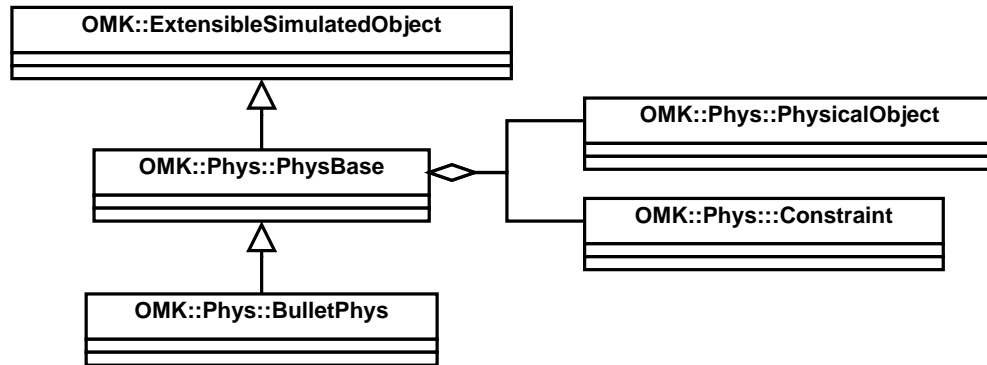 OMK::ExtensibleSimulatedObject
OMK::Phys::PhysicalObject
OMK::Phys::PhysBase
OMK::Phys:::Constraint
OMK::Phys::BulletPhys